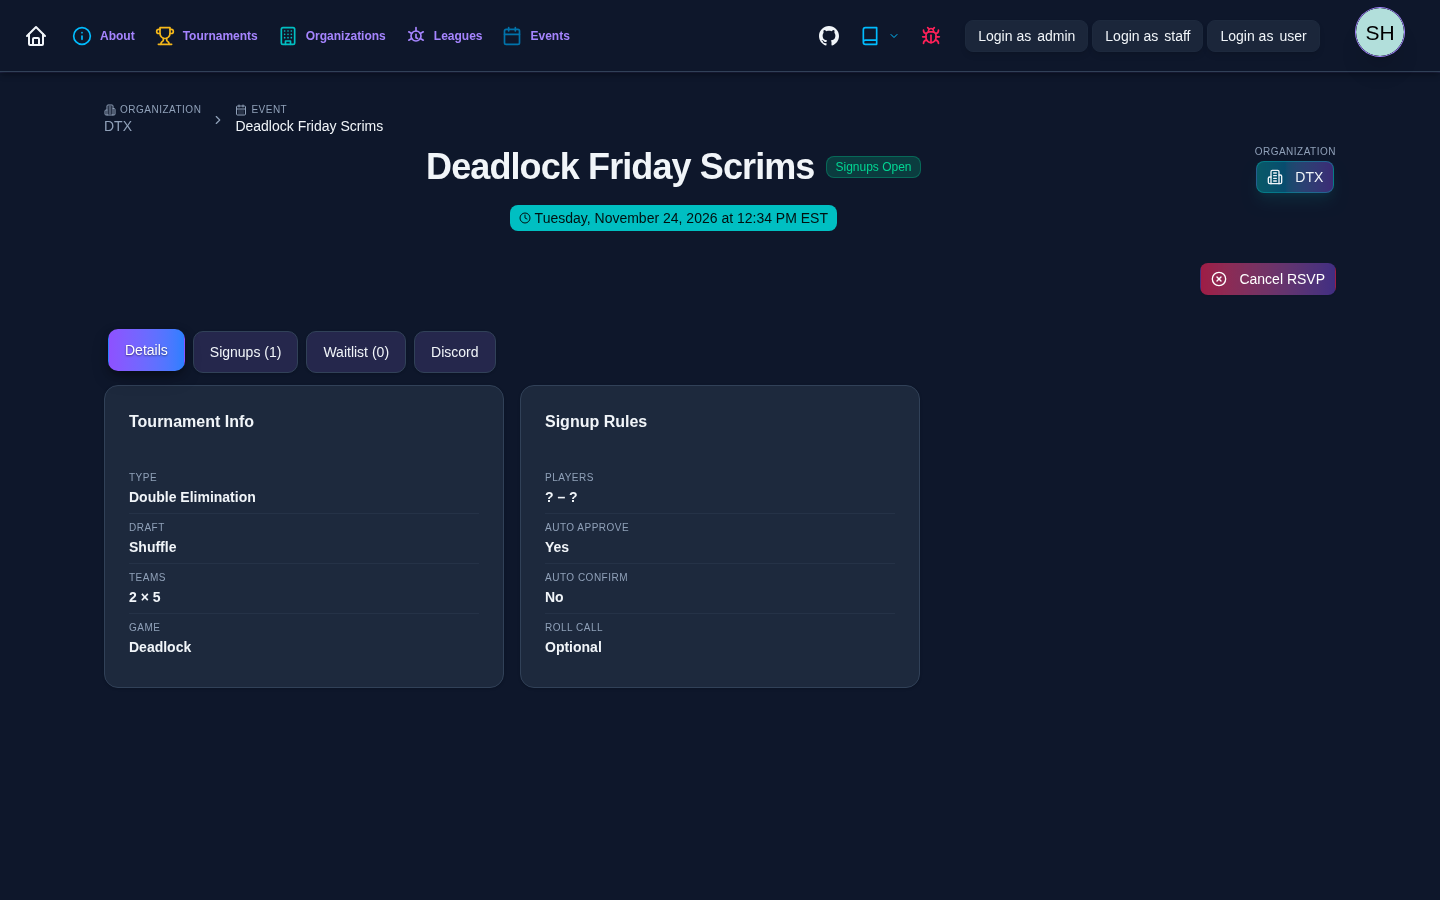 About Tournaments Organizations Leagues Events Login as admin Login as staff Login as user SH
ORGANIZATION EVENT
DTX Deadlock Friday Scrims
Deadlock Friday Scrims Signups Open
ORGANIZATION
DTX
Tuesday, November 24, 2026 at 12:34 PM EST
Cancel RSVP
Details Signups (1) Waitlist (0) Discord
Tournament Info
TYPE
Double Elimination
DRAFT
Shuffle
TEAMS
2 × 5
GAME
Deadlock
Signup Rules
PLAYERS
? – ?
AUTO APPROVE
Yes
AUTO CONFIRM
No
ROLL CALL
Optional